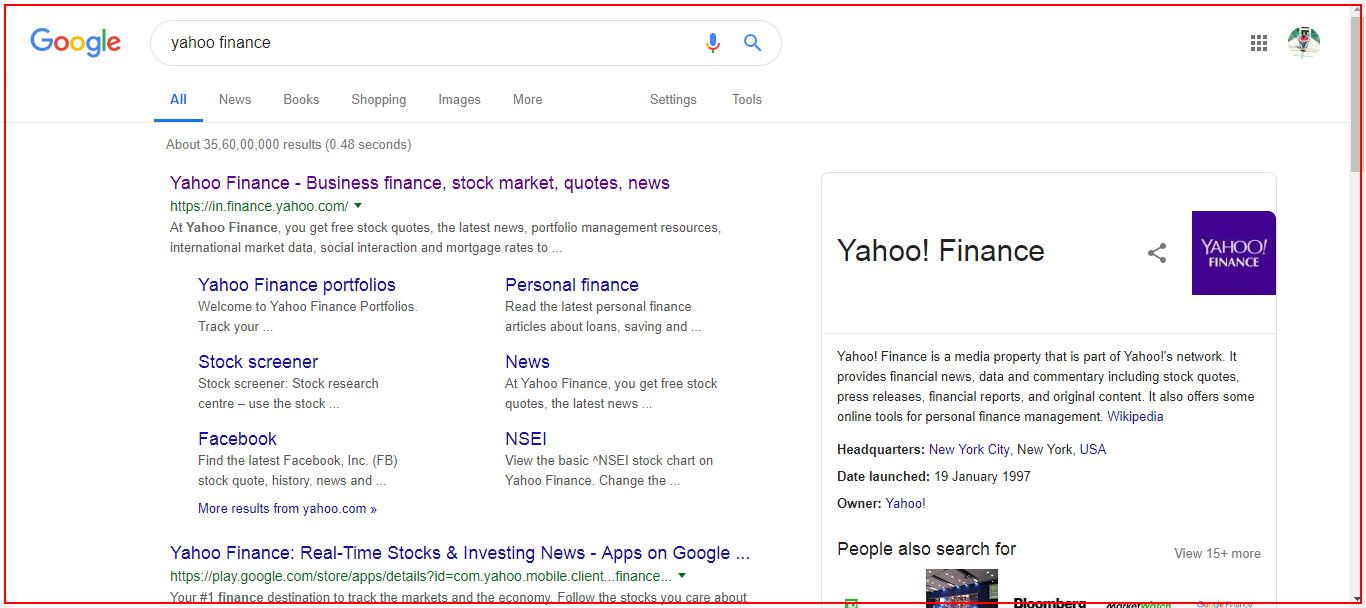 Google
yahoo finance
All News Books Shopping Images More Settings Tools
About 35,60,00,000 results (0.48 seconds)
Yahoo Finance - Business finance, stock market, quotes, news
https://in.finance.yahoo.com/
At Yahoo Finance, you get free stock quotes, the latest news, portfolio management resources,
international market data, social interaction and mortgage rates to ...
Yahoo Finance portfolios
Welcome to Yahoo Finance Portfolios.
Track your ...
Personal finance
Read the latest personal finance
articles about loans, saving and ...
Stock screener
Stock screener: Stock research
centre – use the stock ...
News
At Yahoo Finance, you get free stock
quotes, the latest news ...
Facebook
Find the latest Facebook, Inc. (FB)
stock quote, history, news and ...
NSEI
View the basic ^NSEI stock chart on
Yahoo Finance. Change the ...
More results from yahoo.com »
Yahoo Finance: Real-Time Stocks & Investing News - Apps on Google ...
https://play.google.com/store/apps/details?id=com.yahoo.mobile.client...finance...
Your #1 finance destination to track the markets and the economy. Follow the stocks you care about
Yahoo! Finance
YAHOO!
FINANCE
Yahoo! Finance is a media property that is part of Yahoo!'s network. It
provides financial news, data and commentary including stock quotes,
press releases, financial reports, and original content. It also offers some
online tools for personal finance management. Wikipedia
Headquarters: New York City, New York, USA
Date launched: 19 January 1997
Owner: Yahoo!
People also search for
View 15+ more
Bloomberg
MarketWatch
Google Finance